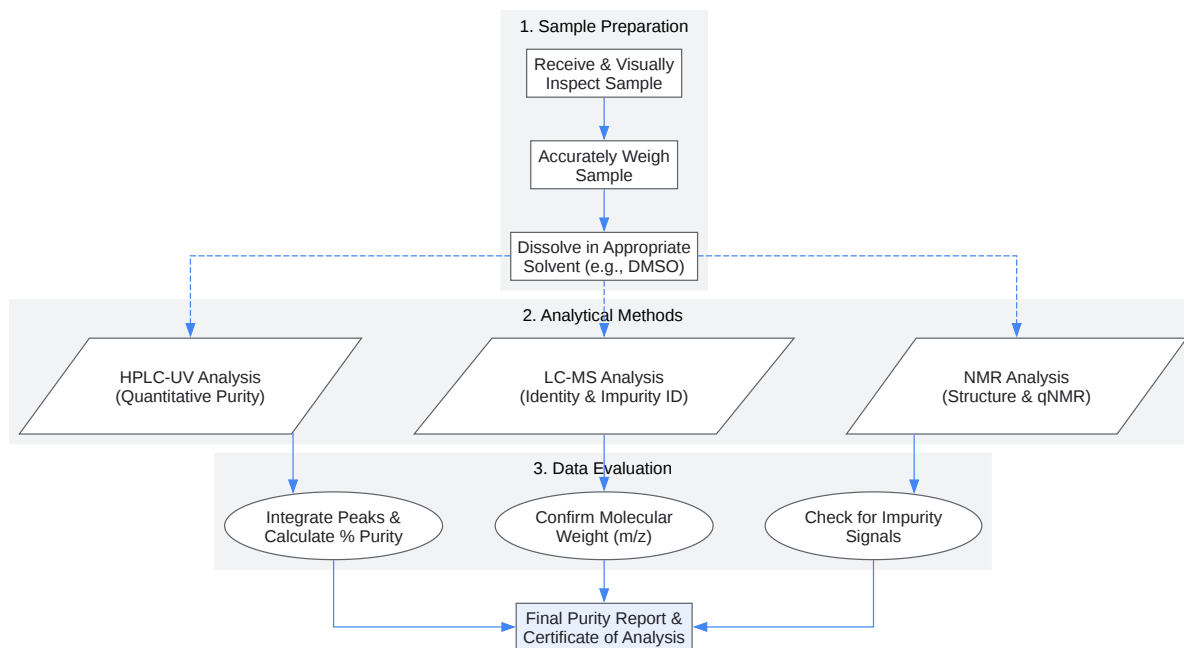 1. Sample Preparation
Receive & Visually
Inspect Sample
Accurately Weigh
Sample
Dissolve in Appropriate
Solvent (e.g., DMSO)
2. Analytical Methods
HPLC-UV Analysis
(Quantitative Purity)
LC-MS Analysis
(Identity & Impurity ID)
NMR Analysis
(Structure & qNMR)
3. Data Evaluation
Integrate Peaks &
Calculate % Purity
Confirm Molecular
Weight (m/z)
Check for Impurity
Signals
Final Purity Report &
Certificate of Analysis